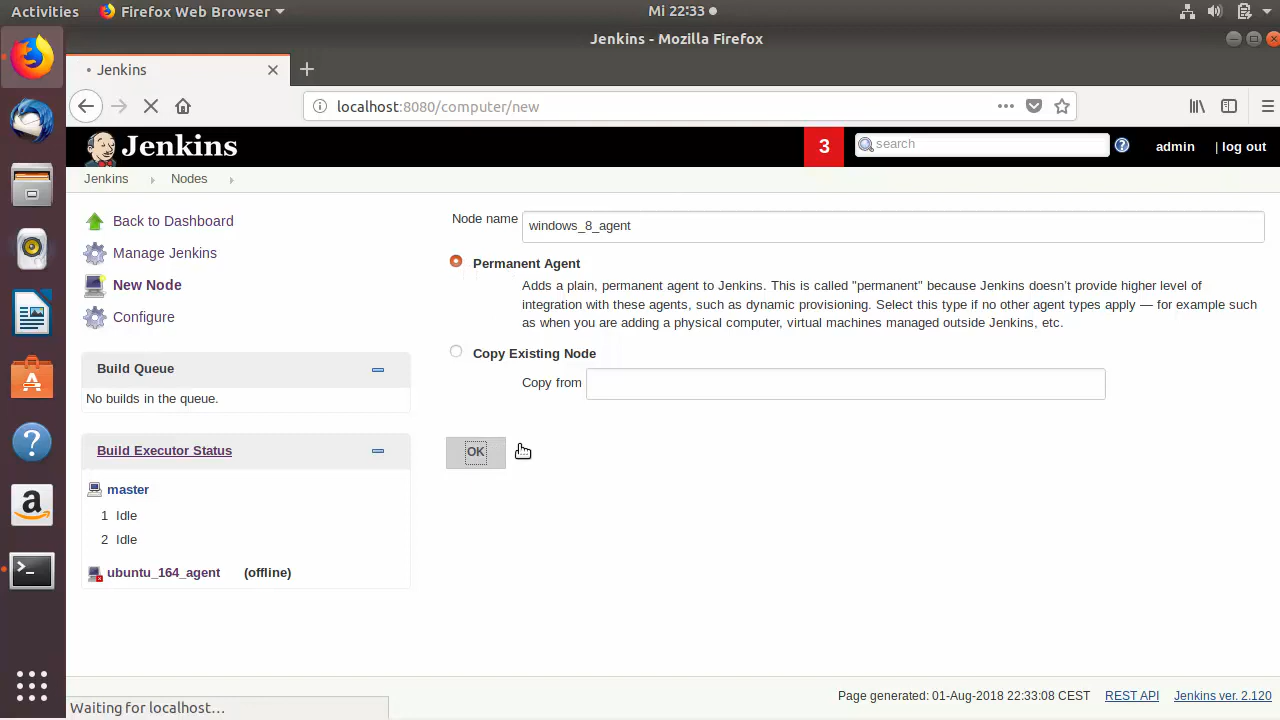 Activities Firefox Web Browser Mi 22:33
Jenkins - Mozilla Firefox
Jenkins
localhost:8080/computer/new
Jenkins 3 search admin | log out
Jenkins Nodes
Back to Dashboard
Manage Jenkins
New Node
Configure
Build Queue
No builds in the queue.
Build Executor Status
master
1 Idle
2 Idle
ubuntu_164_agent (offline)
Node name windows_8_agent
Permanent Agent
Adds a plain, permanent agent to Jenkins. This is called "permanent" because Jenkins doesn't provide higher level of
integration with these agents, such as dynamic provisioning. Select this type if no other agent types apply — for example such
as when you are adding a physical computer, virtual machines managed outside Jenkins, etc.
Copy Existing Node
Copy from
OK
Page generated: 01-Aug-2018 22:33:08 CEST REST API Jenkins ver. 2.120
Waiting for localhost…